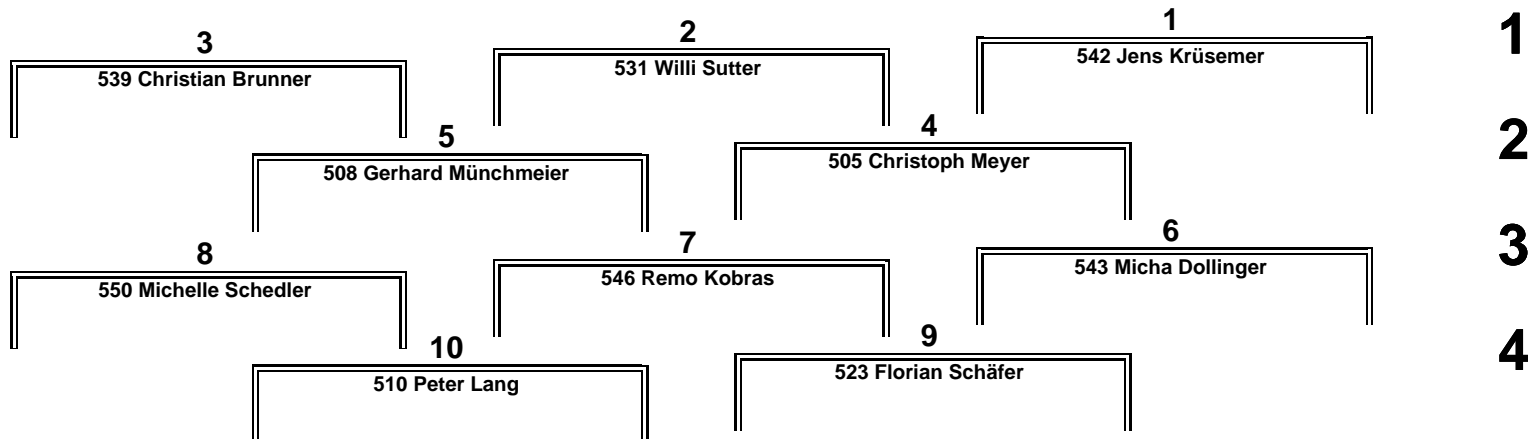 3 2 1 1
539 Christian Brunner 531 Willi Sutter 542 Jens Krüsemer
5 4 2
508 Gerhard Münchmeier 505 Christoph Meyer
8 7 6 3
550 Michelle Schedler 546 Remo Kobras 543 Micha Dollinger
10 9 4
510 Peter Lang 523 Florian Schäfer